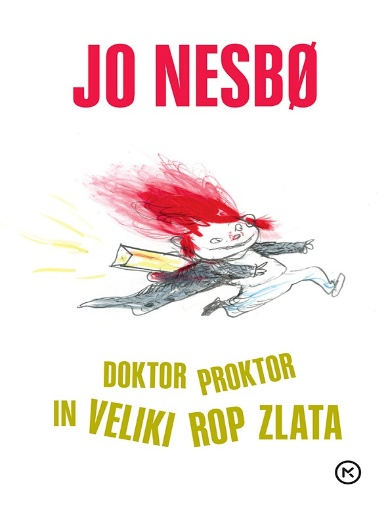 JO NESBØ
DOKTOR PROKTOR
IN VELIKI ROP ZLATA